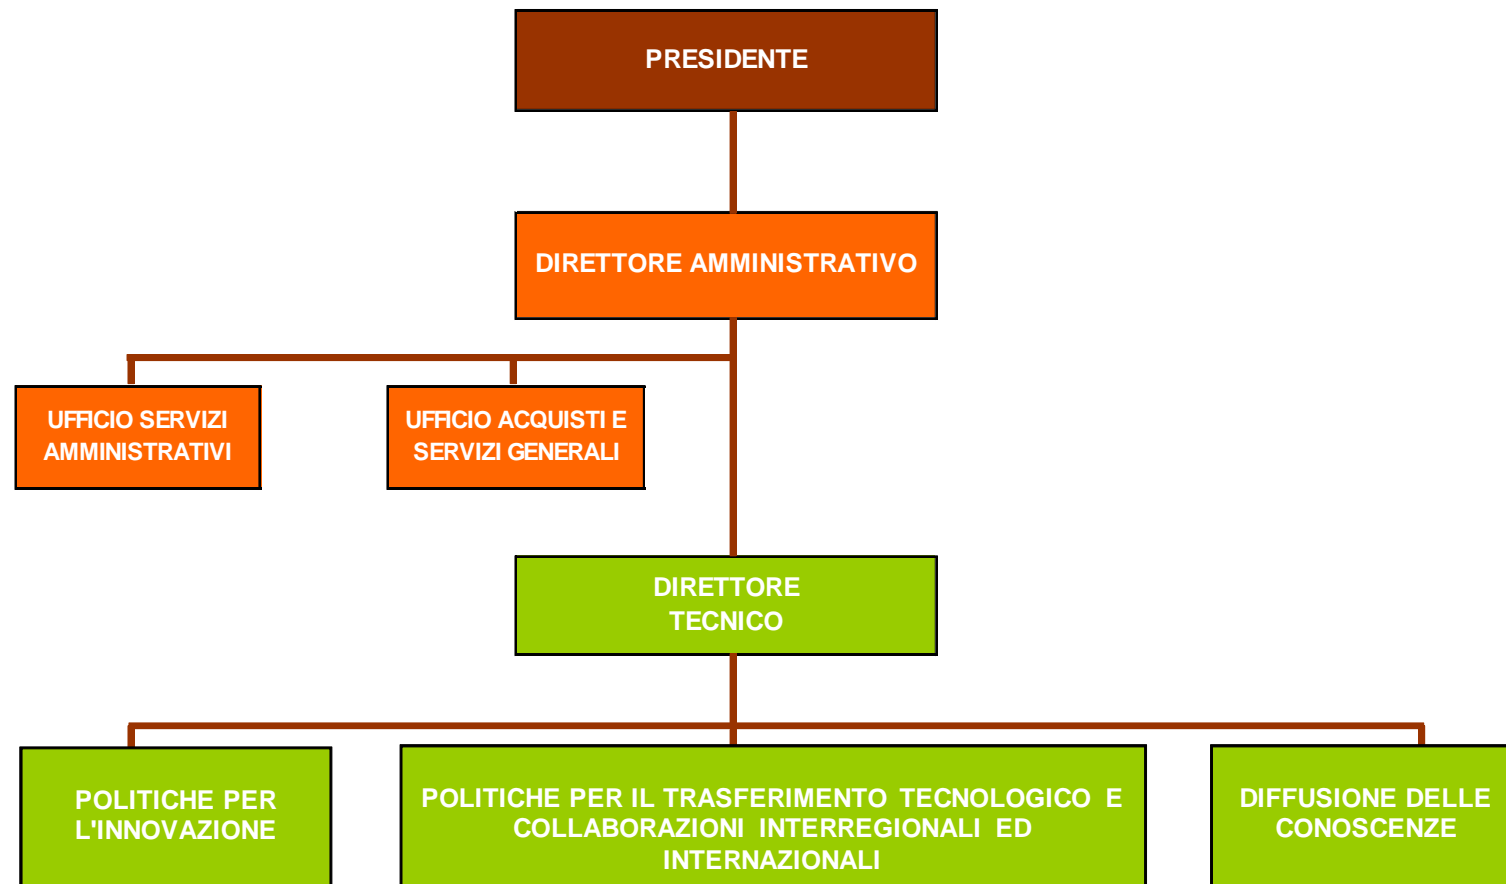 PRESIDENTE
DIRETTORE AMMINISTRATIVO
UFFICIO SERVIZI
AMMINISTRATIVI
UFFICIO ACQUISTI E
SERVIZI GENERALI
DIRETTORE
TECNICO
POLITICHE PER
L'INNOVAZIONE
POLITICHE PER IL TRASFERIMENTO TECNOLOGICO E
COLLABORAZIONI INTERREGIONALI ED
INTERNAZIONALI
DIFFUSIONE DELLE
CONOSCENZE